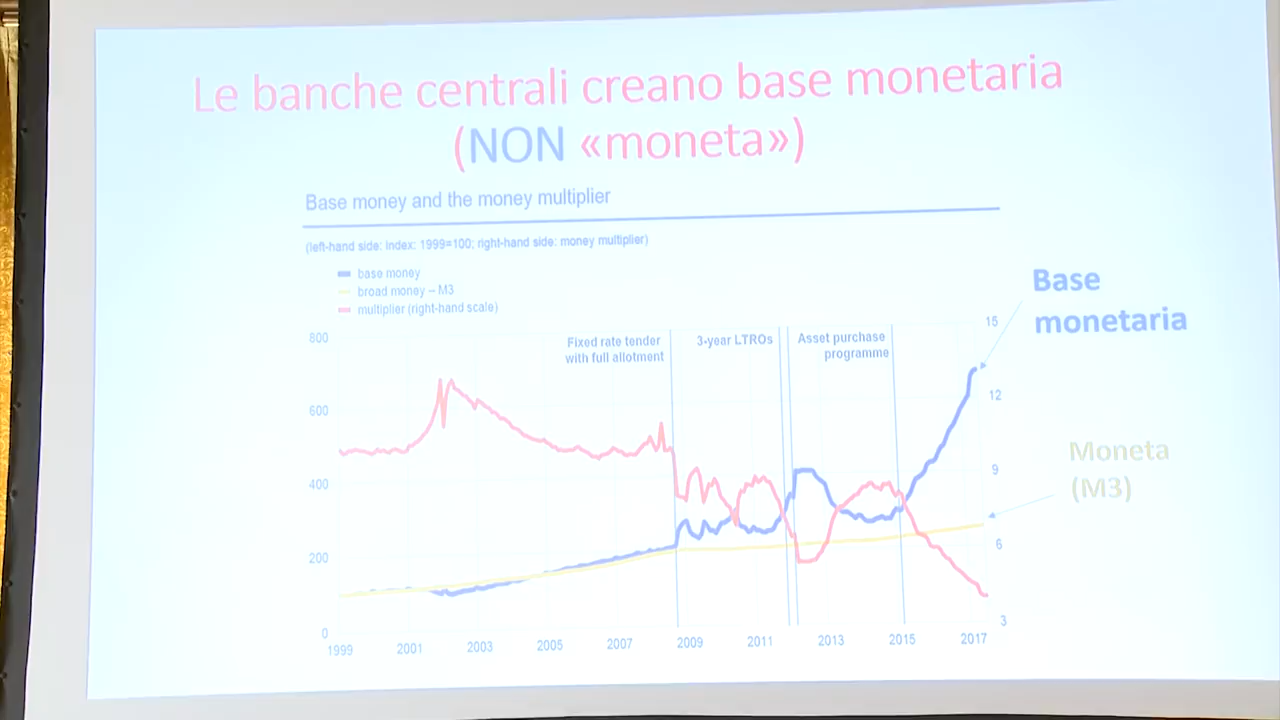 Le banche centrali creano base monetaria
(NON «moneta»)
Base money and the money multiplier
(left-hand side: Index: 1999=100; right-hand side: money multiplier)
base money
broad money – M3
multiplier (right-hand scale)
Base
monetaria
800
600
400
200
0
Fixed rate tender
with full allotment
3-year LTROs
Asset purchase
programme
15
12
9
6
3
Moneta
(M3)
1999
2001
2003
2005
2007
2009
2011
2013
2015
2017